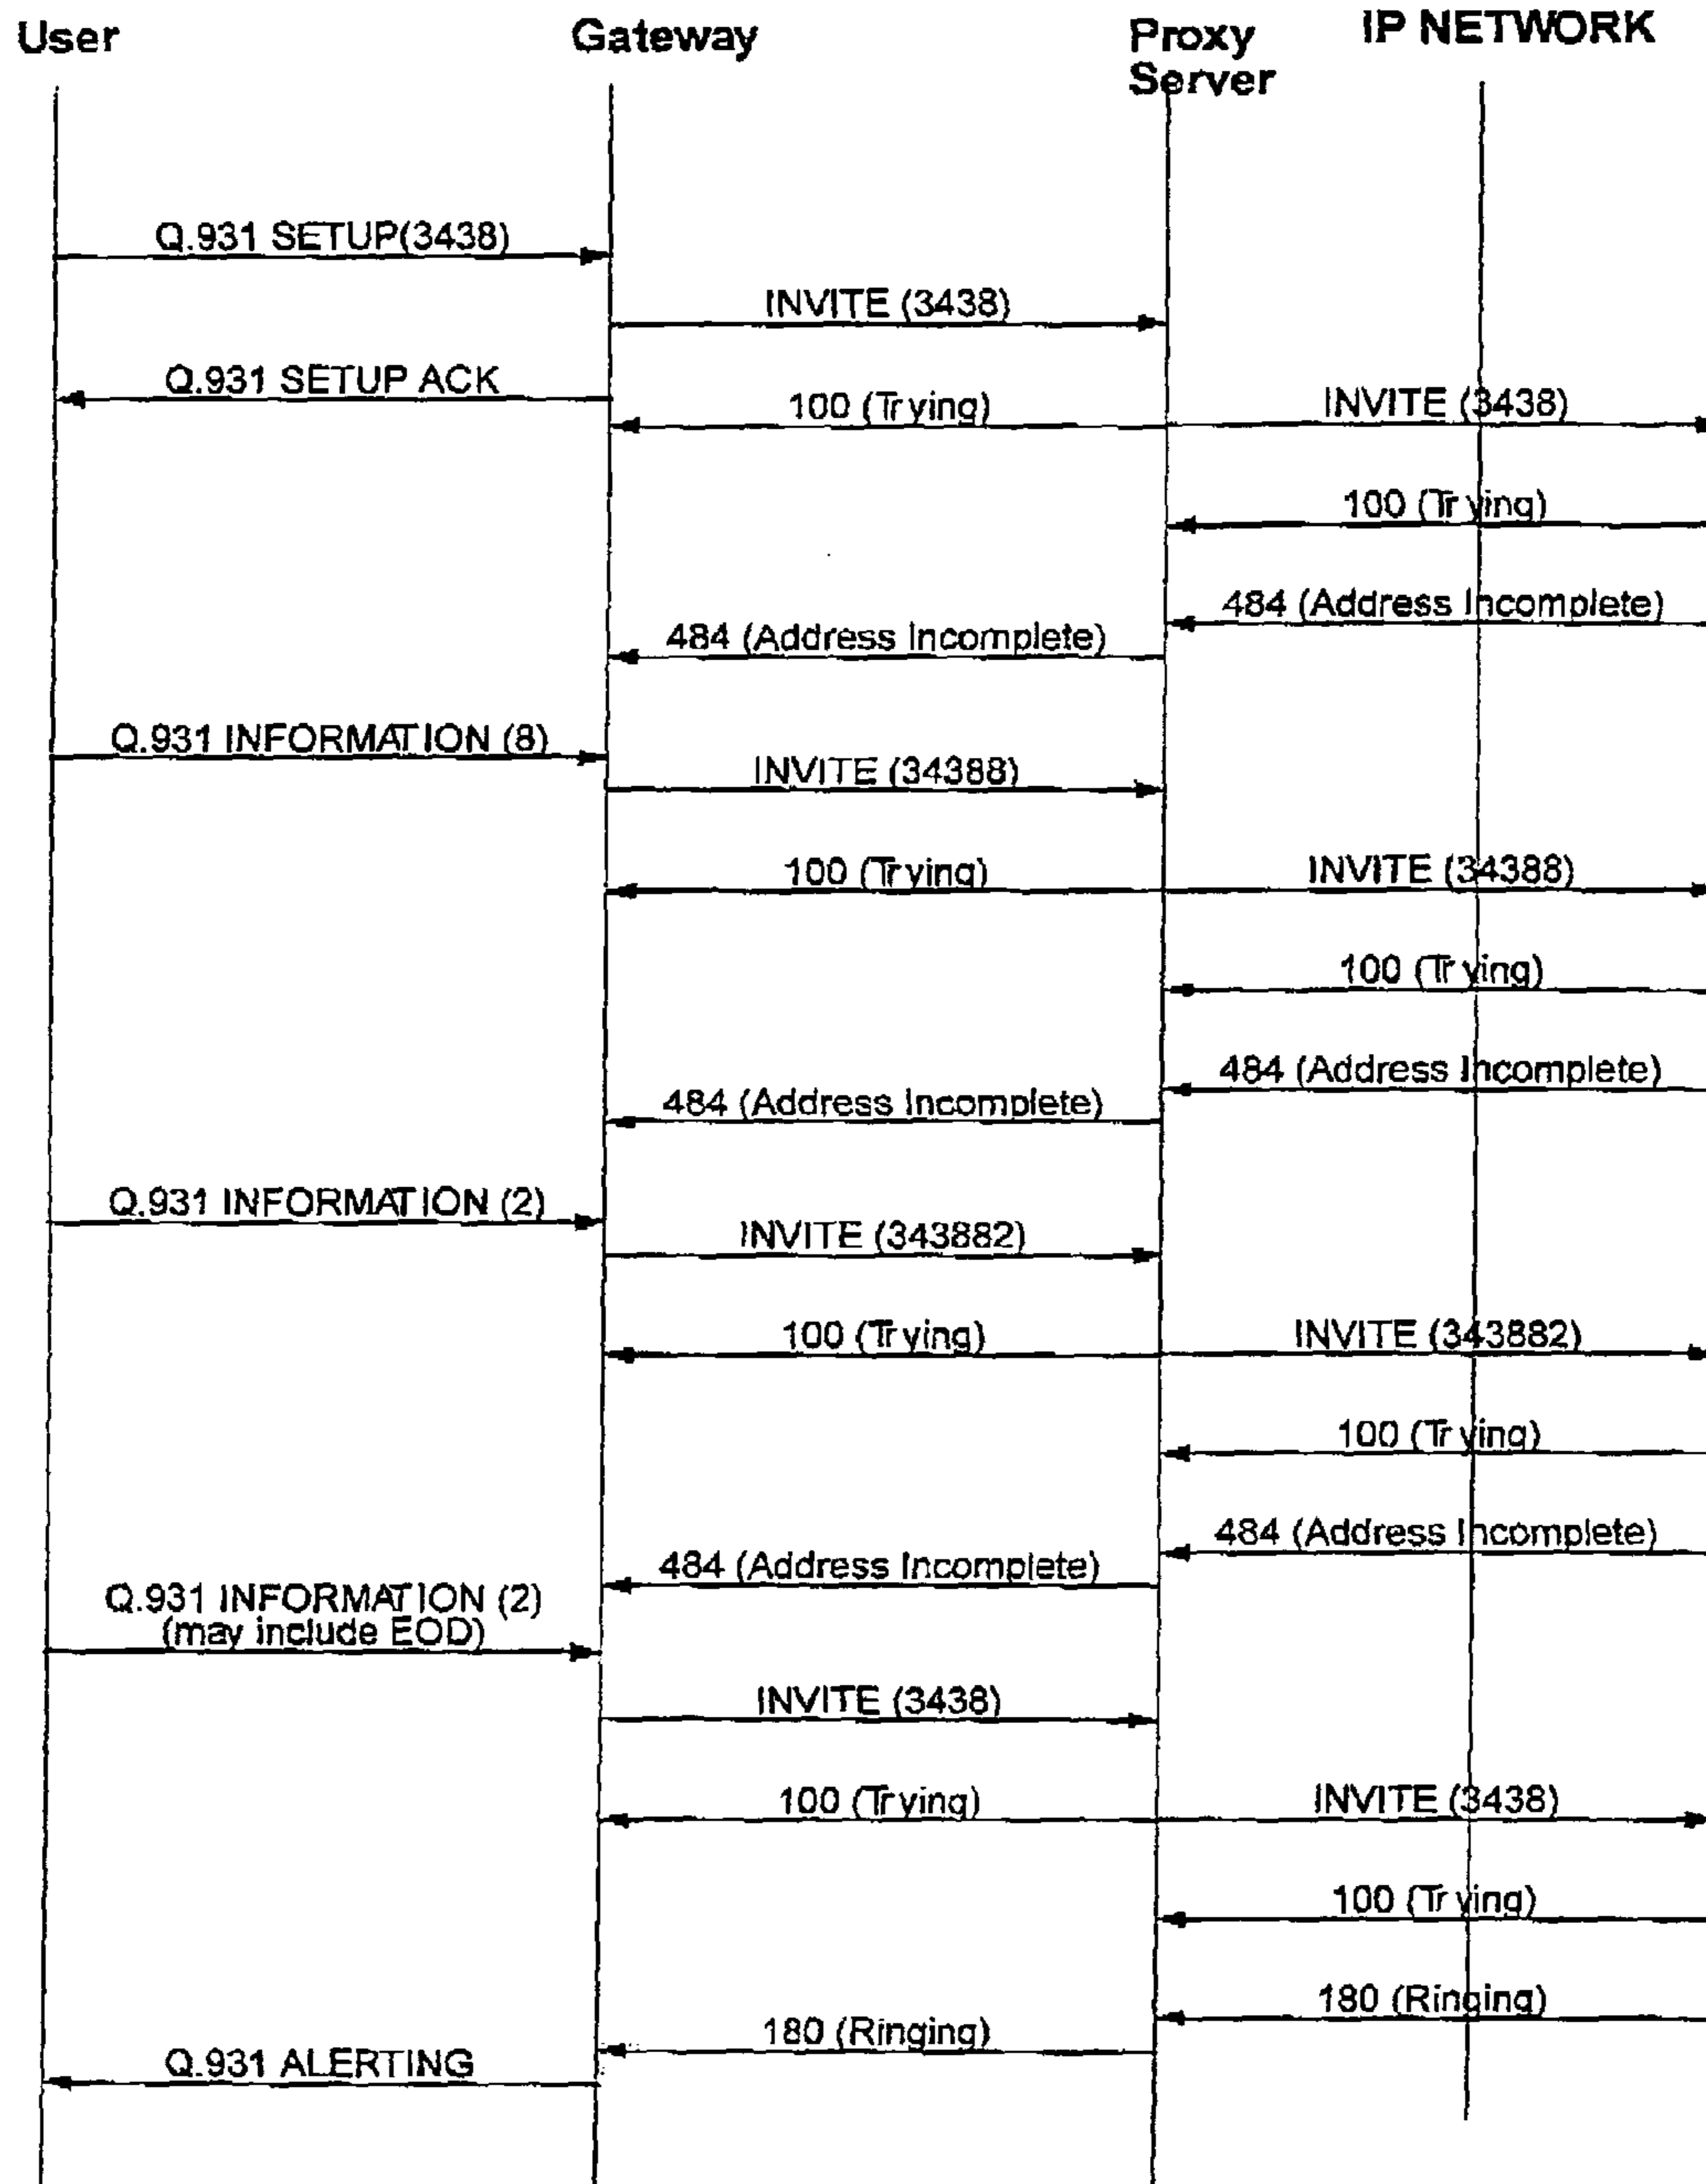 User
Gateway
Proxy
Server
IP NETWORK
Q.931 SETUP(3438)
INVITE (3438)
Q.931 SETUP ACK
100 (Trying)
INVITE (3438)
100 (Trying)
484 (Address Incomplete)
484 (Address Incomplete)
Q.931 INFORMATION (8)
INVITE (34388)
100 (Trying)
INVITE (34388)
100 (Trying)
484 (Address Incomplete)
484 (Address Incomplete)
Q.931 INFORMATION (2)
INVITE (343882)
100 (Trying)
INVITE (343882)
100 (Trying)
484 (Address Incomplete)
484 (Address Incomplete)
Q.931 INFORMATION (2)
(may include EOD)
INVITE (3438)
100 (Trying)
INVITE (3438)
100 (Trying)
180 (Ringing)
180 (Ringing)
Q.931 ALERTING